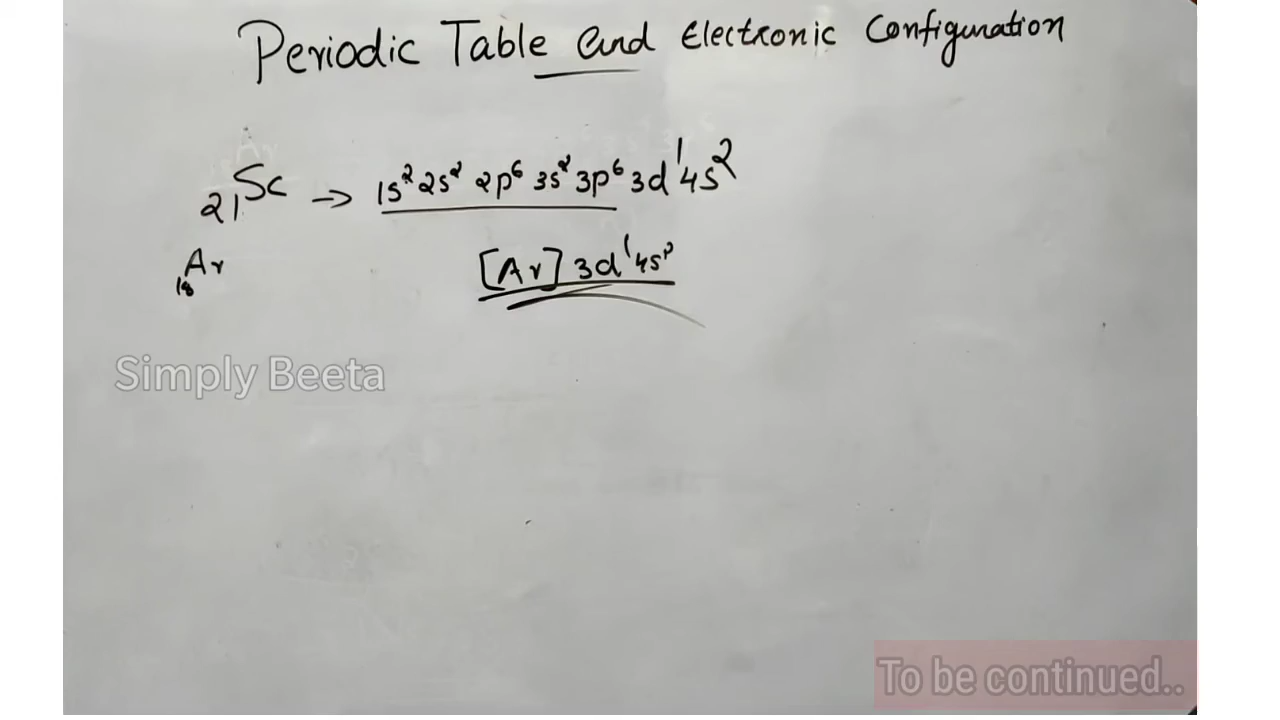 Periodic Table and Electronic Configuration
₂₁Sc → 1s² 2s² 2p⁶ 3s² 3p⁶ 3d¹ 4s²
₁₈Ar [Ar] 3d¹ 4s²
Simply Beeta
To be continued..